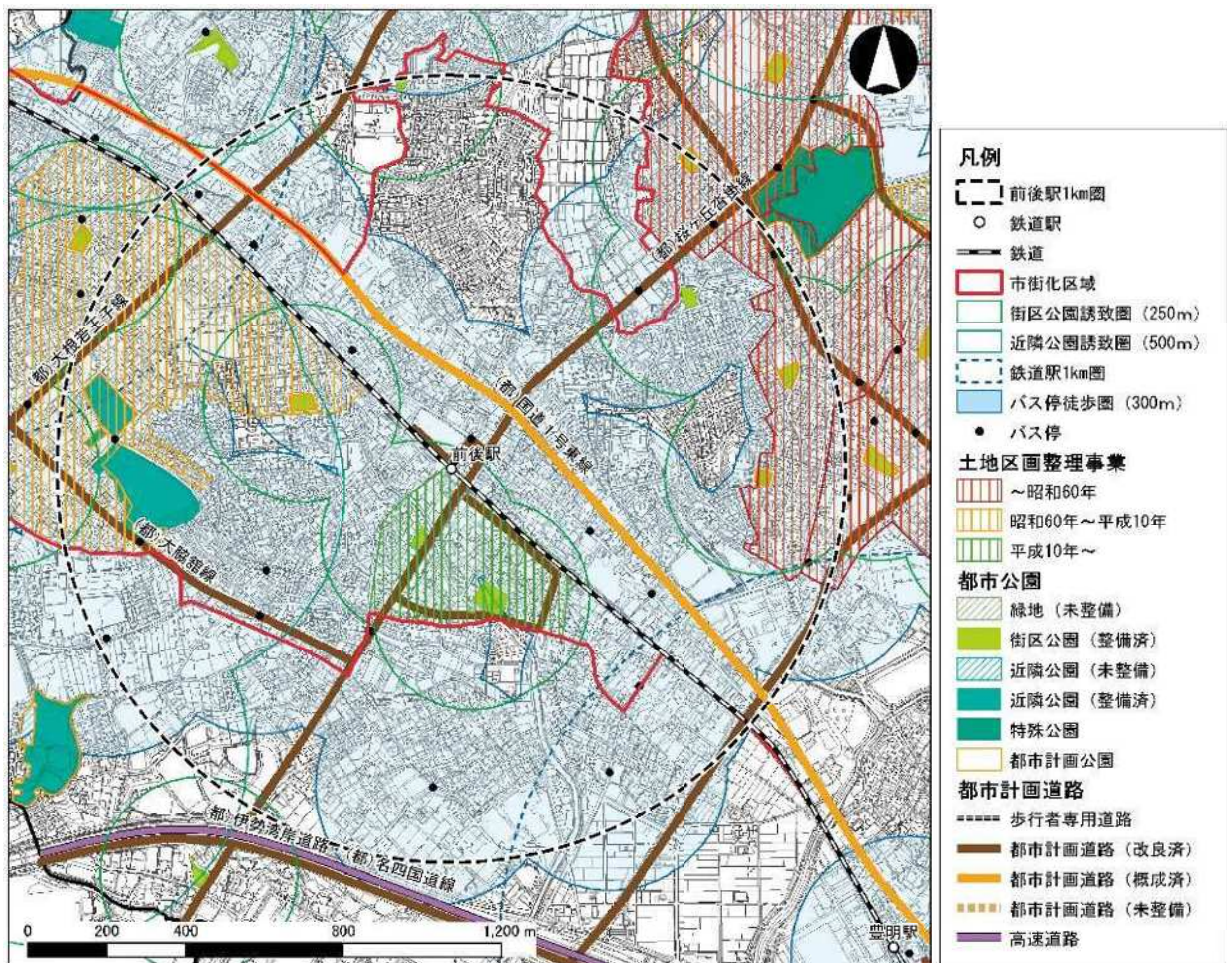 (都)桜ケ丘沓掛線
(都)大根若王子線
(都)国道1号東線
前後駅
(都)大脇舘線
(都)伊勢湾岸道路・(都)名四国道線
豊明駅
0 200 400 800 1,200 m
凡例
前後駅1km圏
鉄道駅
鉄道
市街化区域
街区公園誘致圏(250m)
近隣公園誘致圏(500m)
鉄道駅1km圏
バス停徒歩圏(300m)
バス停
土地区画整理事業
~昭和60年
昭和60年~平成10年
平成10年~
都市公園
緑地(未整備)
街区公園(整備済)
近隣公園(未整備)
近隣公園(整備済)
特殊公園
都市計画公園
都市計画道路
歩行者専用道路
都市計画道路(改良済)
都市計画道路(概成済)
都市計画道路(未整備)
高速道路